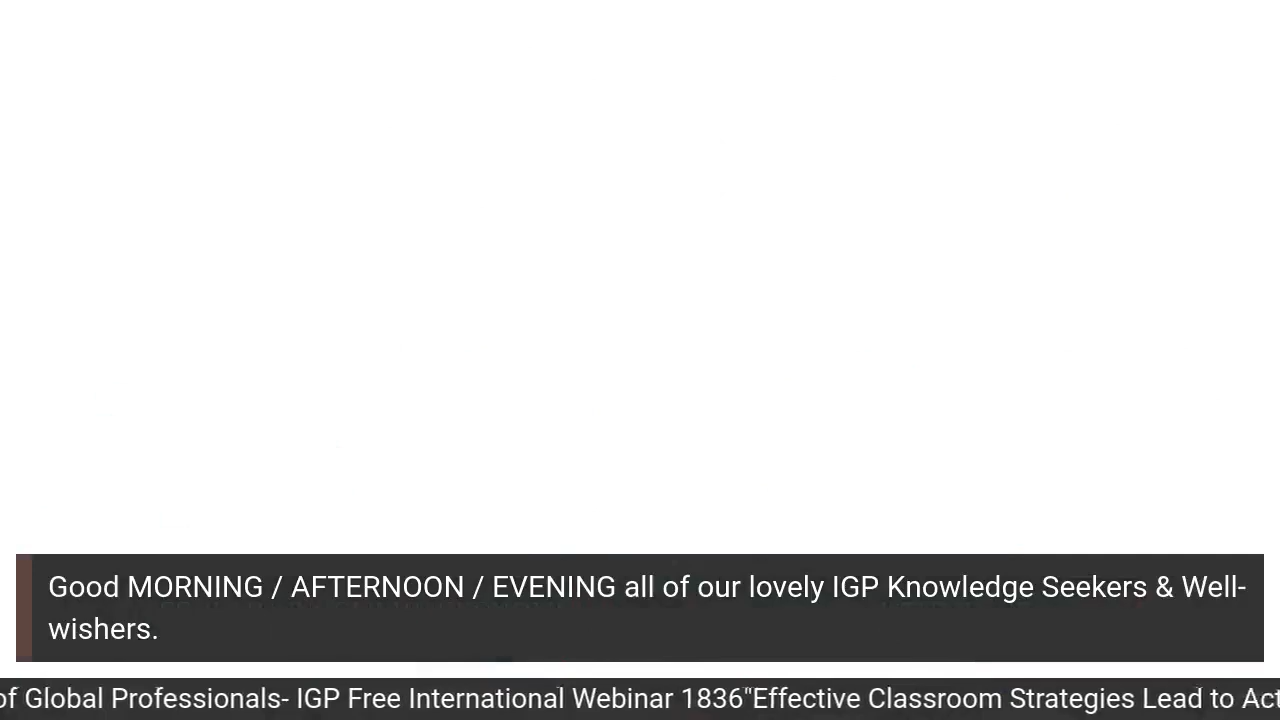 Good MORNING / AFTERNOON / EVENING all of our lovely IGP Knowledge Seekers & Well-
wishers.
of Global Professionals- IGP Free International Webinar 1836"Effective Classroom Strategies Lead to Act